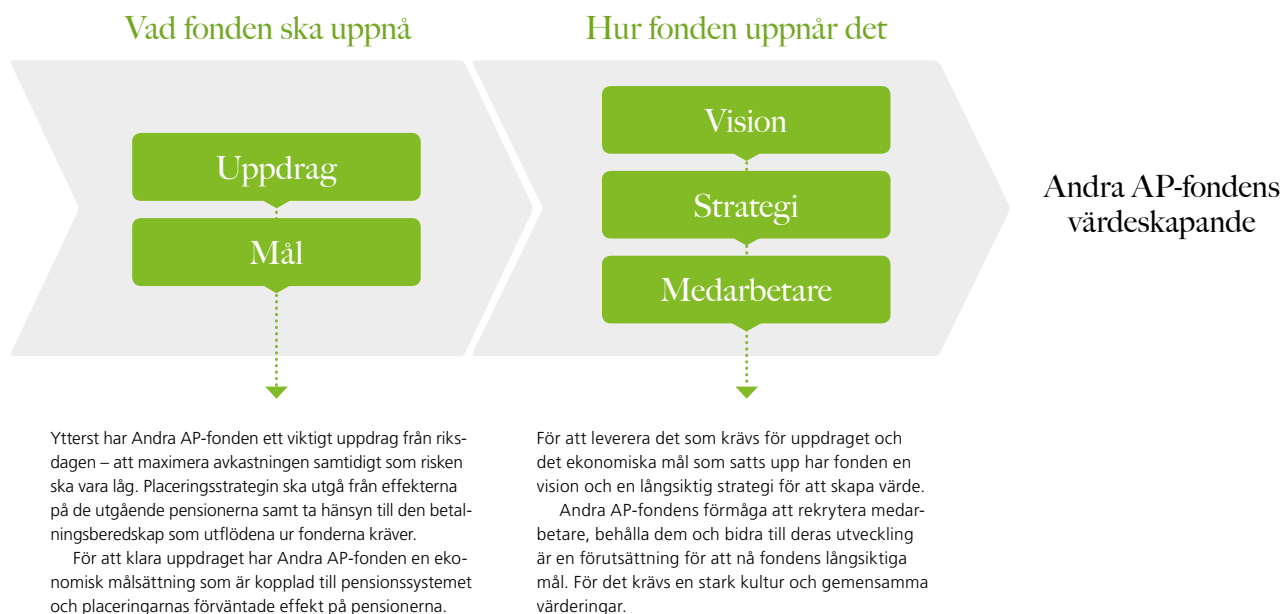 Vad fonden ska uppnå
Uppdrag
Mål
Ytterst har Andra AP-fonden ett viktigt uppdrag från riks-
dagen – att maximera avkastningen samtidigt som risken
ska vara låg. Placeringsstrategin ska utgå från effekterna
på de utgående pensionerna samt ta hänsyn till den betal-
ningsberedskap som utflödena ur fonderna kräver.
För att klara uppdraget har Andra AP-fonden en eko-
nomisk målsättning som är kopplad till pensionssystemet
och placeringarnas förväntade effekt på pensionerna.
Hur fonden uppnår det
Vision
Strategi
Medarbetare
För att leverera det som krävs för uppdraget och
det ekonomiska mål som satts upp har fonden en
vision och en långsiktig strategi för att skapa värde.
Andra AP-fondens förmåga att rekrytera medar-
betare, behålla dem och bidra till deras utveckling
är en förutsättning för att nå fondens långsiktiga
mål. För det krävs en stark kultur och gemensamma
värderingar.
Andra AP-fondens
värdeskapande